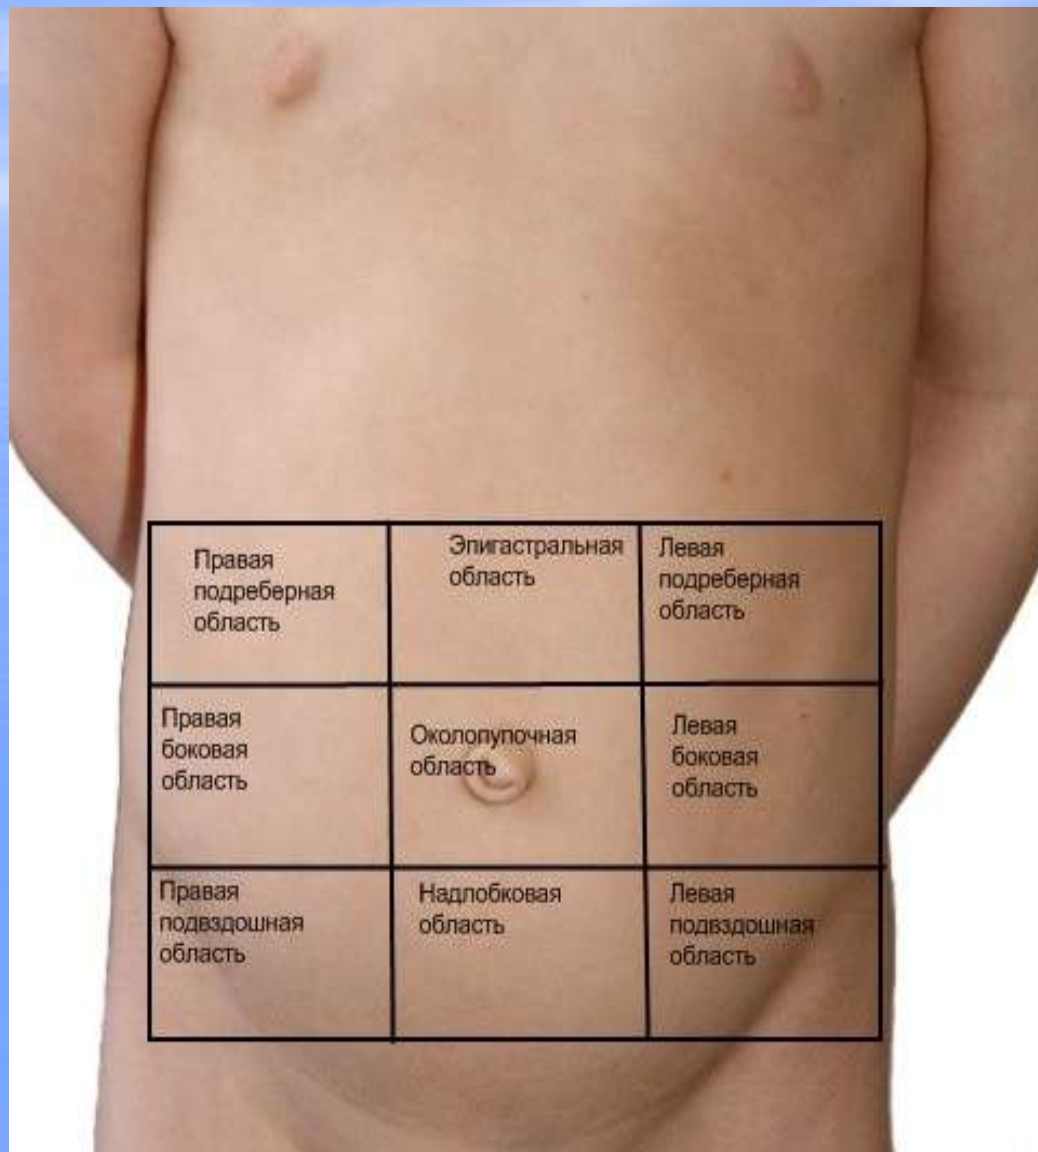 Правая
подреберная
область
Эпигастральная
область
Левая
подреберная
область
Правая
боковая
область
Околопупочная
область
Левая
боковая
область
Правая
подвздошная
область
Надлобковая
область
Левая
подвздошная
область